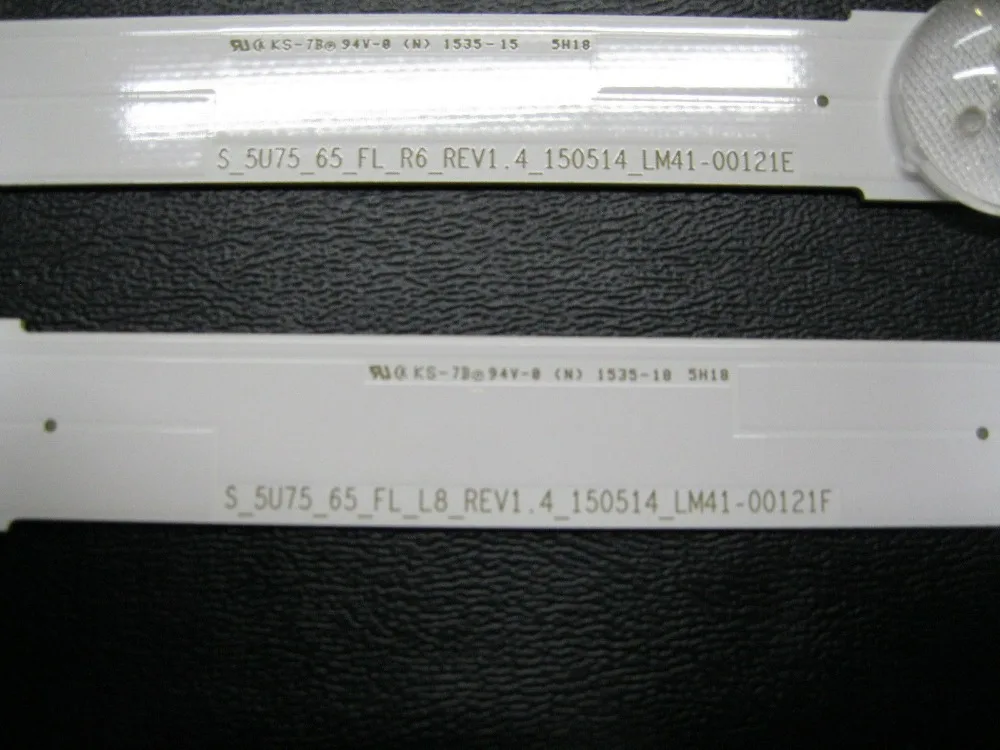 KS-7B® 94V-0 (N) 1535-15 5H18
S_5U75_65_FL_R6_REV1.4_150514_LM41-00121E
KS-7B® 94V-0 (N) 1535-18 5H18
S_5U75_65_FL_L8_REV1.4_150514_LM41-00121F